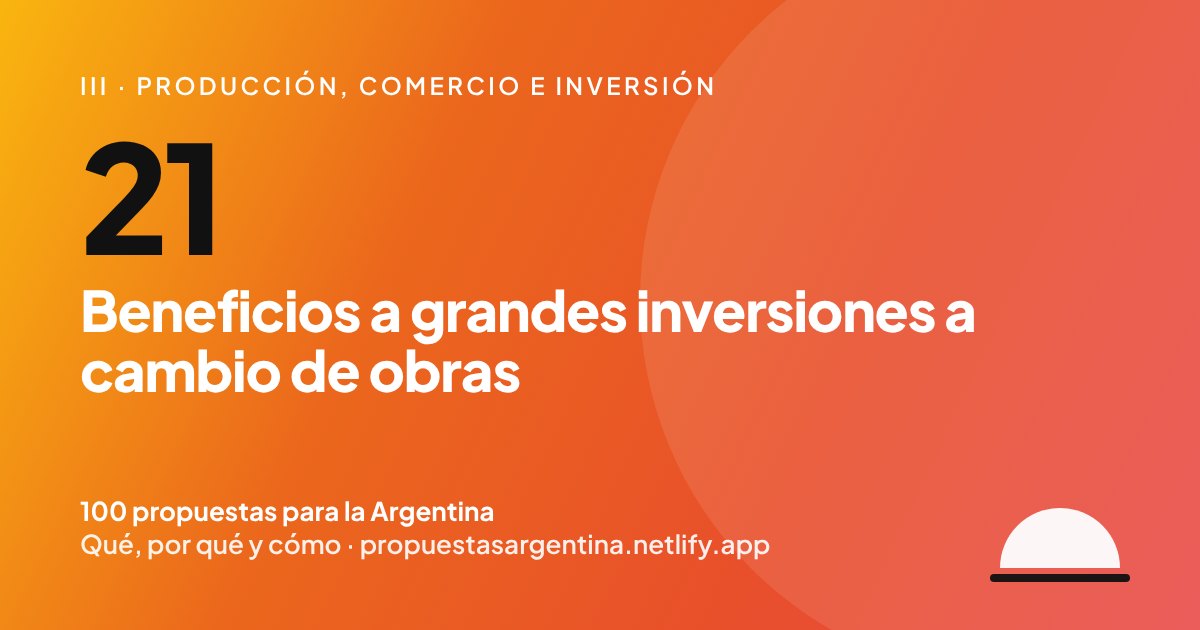 III · PRODUCCIÓN, COMERCIO E INVERSIÓN
21
Beneficios a grandes inversiones a
cambio de obras
100 propuestas para la Argentina
Qué, por qué y cómo · propuestasargentina.netlify.app